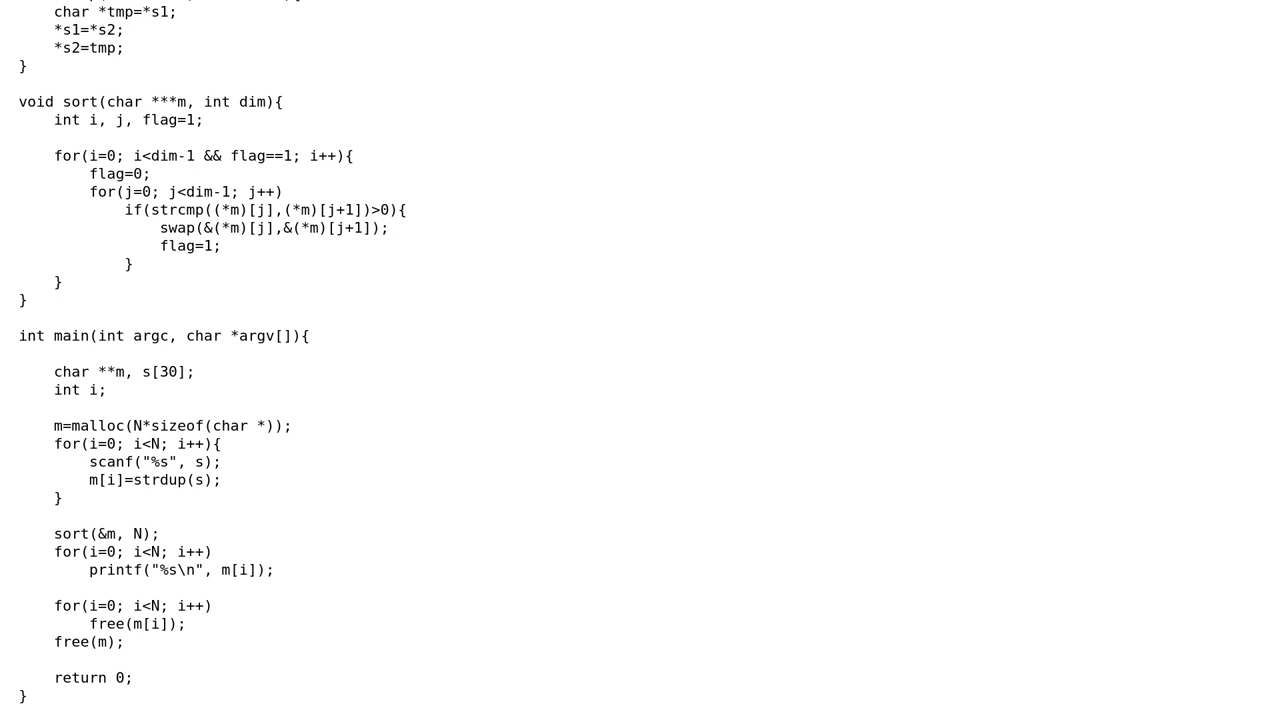 char *tmp=*s1;
    *s1=*s2;
    *s2=tmp;
}

void sort(char ***m, int dim){
    int i, j, flag=1;

    for(i=0; i<dim-1 && flag==1; i++){
        flag=0;
        for(j=0; j<dim-1; j++)
            if(strcmp((*m)[j],(*m)[j+1])>0){
                swap(&(*m)[j],&(*m)[j+1]);
                flag=1;
            }
    }
}

int main(int argc, char *argv[]){

    char **m, s[30];
    int i;

    m=malloc(N*sizeof(char *));
    for(i=0; i<N; i++){
        scanf("%s", s);
        m[i]=strdup(s);
    }

    sort(&m, N);
    for(i=0; i<N; i++)
        printf("%s\n", m[i]);

    for(i=0; i<N; i++)
        free(m[i]);
    free(m);

    return 0;
}